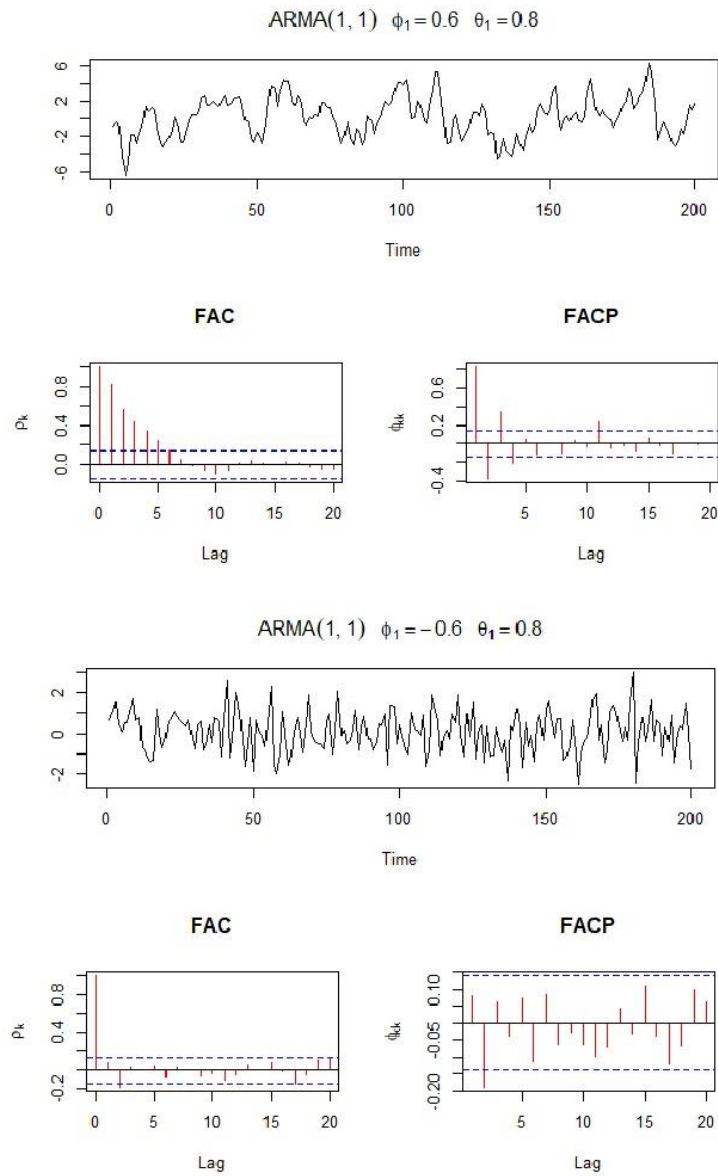 ARMA(1, 1) ϕ₁ = 0.6 θ₁ = 0.8
6
2
-2
-6
0 50 100 150 200
Time
FAC
FACP
ρk
0.8
0.4
0.0
0 5 10 15 20
Lag
ϕkk
0.6
0.2
-0.4
5 10 15 20
Lag
ARMA(1, 1) ϕ₁ = − 0.6 θ₁ = 0.8
2
0
-2
0 50 100 150 200
Time
FAC
FACP
ρk
0.8
0.4
-0.2
0 5 10 15 20
Lag
ϕkk
0.10
-0.05
-0.20
5 10 15 20
Lag